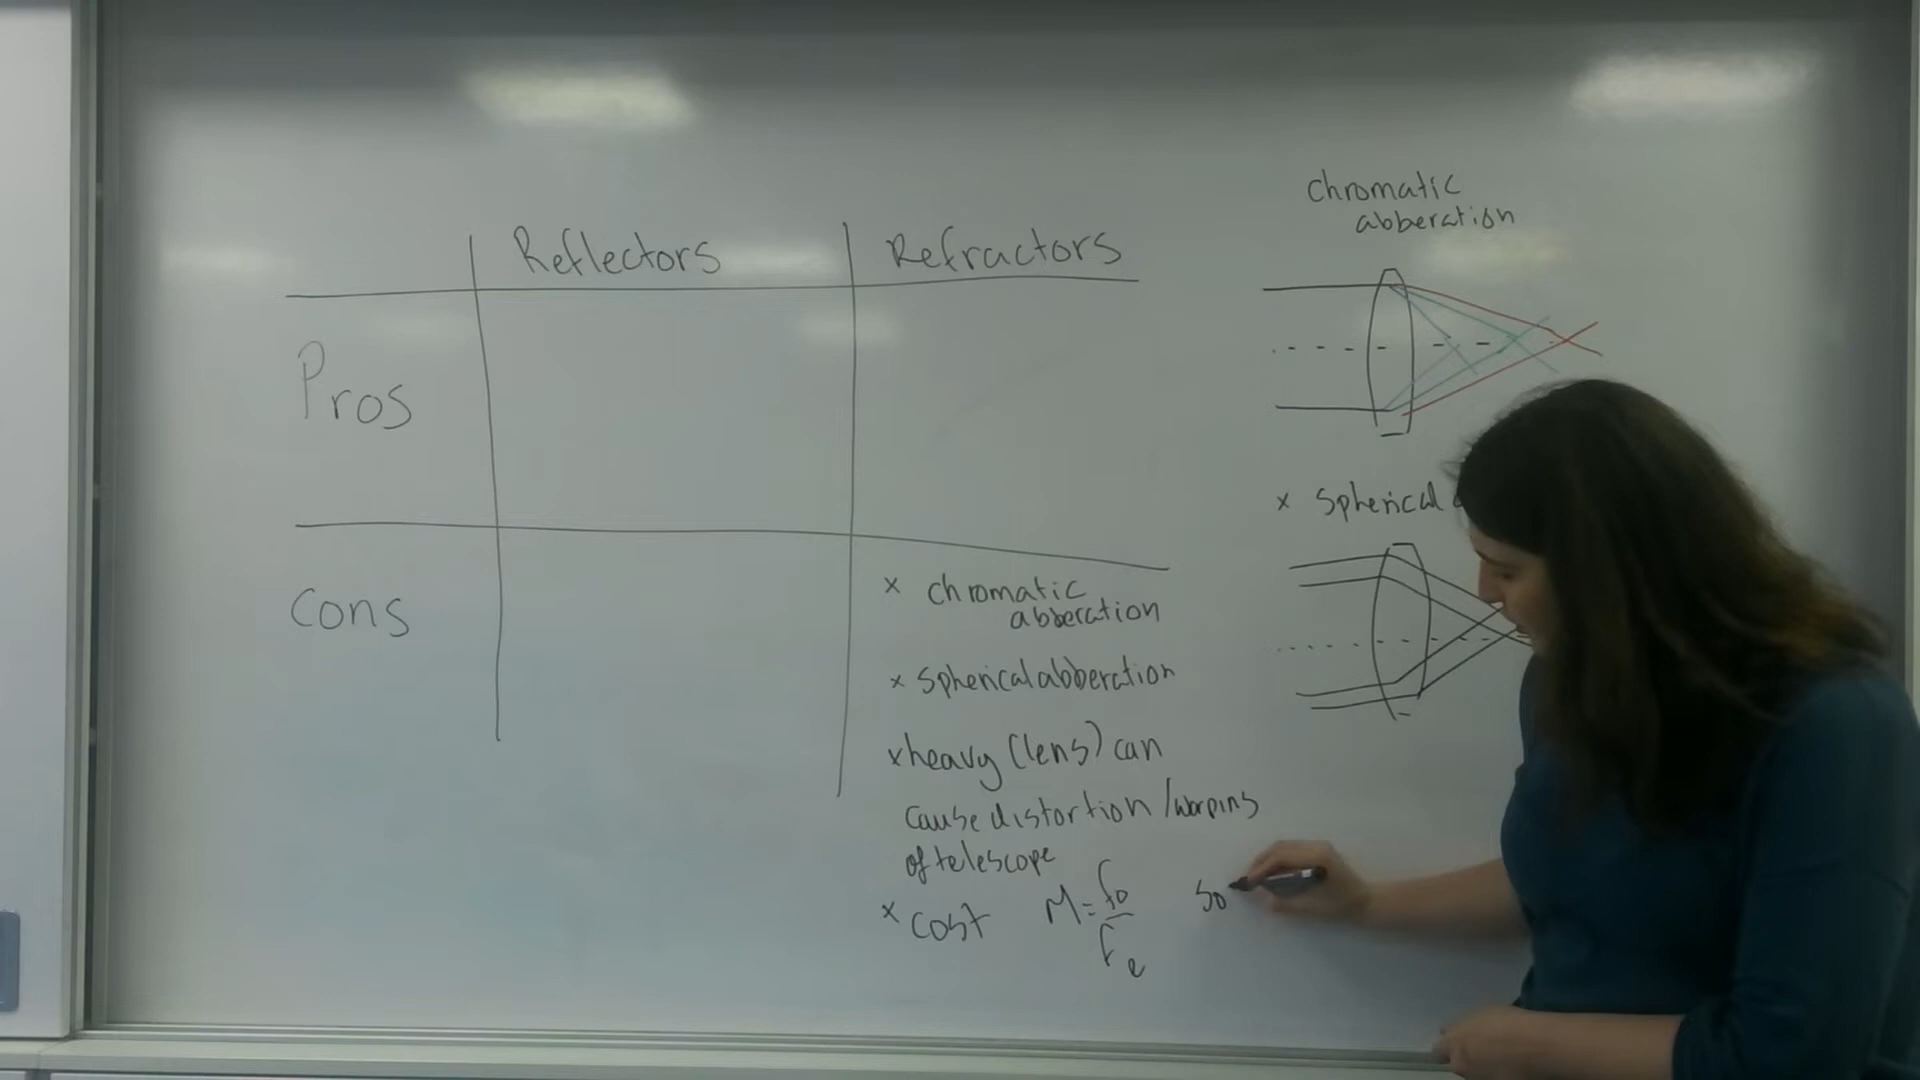 Reflectors
Refractors
Pros
Cons
x chromatic
abberation
x sphericalabberation
x heavy (lens) can
cause distortion / warping
of telescope
x cost M = fo
fe
so
chromatic
abberation
x spherical